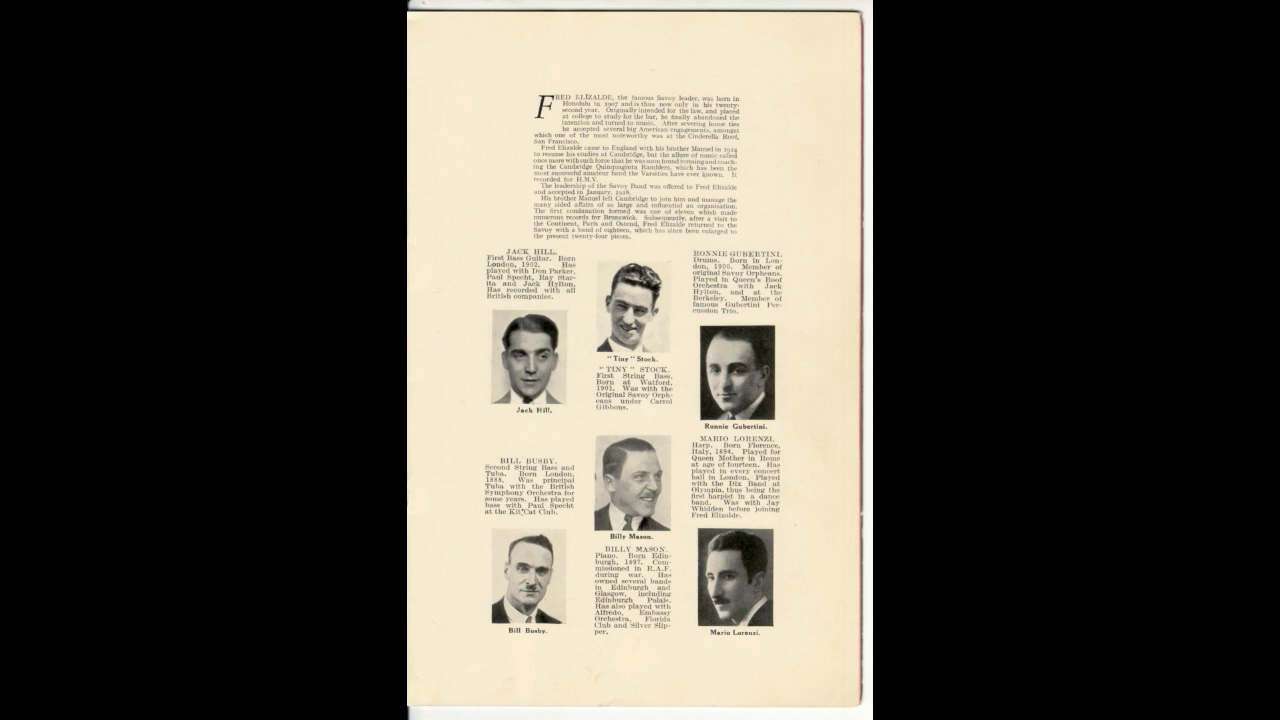 FRED ELIZALDE, the famous Savoy leader, was born in
Honolulu in 1907 and is thus now only in his twenty-
second year. Originally intended for the law, and placed
at college to study for the bar, he finally abandoned the
intention and turned to music. After severing home ties
he accepted several big American engagements, amongst
which one of the most noteworthy was at the Cinderella Roof,
San Francisco.
Fred Elizalde came to England with his brother Manuel in 1924
to resume his studies at Cambridge, but the allure of music called
once more with such force that he was soon found forming and coach-
ing the Cambridge Quinquaginta Ramblers, which has been the
most successful amateur band the Varsities have ever known. It
recorded for H.M.V.
The leadership of the Savoy Band was offered to Fred Elizalde
and accepted in January, 1928.
His brother Manuel left Cambridge to join him and manage the
many sided affairs of so large and influential an organisation.
The first combination formed was one of eleven which made
numerous records for Brunswick. Subsequently, after a visit to
the Continent, Paris and Ostend, Fred Elizalde returned to the
Savoy with a band of eighteen, which has since been enlarged to
the present twenty-four pieces.
JACK HILL.
First Bass Guitar. Born
London, 1902. Has
played with Don Parker,
Paul Specht, Ray Star-
ita and Jack Hylton.
Has recorded with all
British companies.
Jack Hill.
"Tiny" Stock.
"TINY" STOCK.
First String Bass.
Born at Watford,
1901. Was with the
Original Savoy Orph-
eans under Carrol
Gibbons.
RONNIE GUBERTINI.
Drums. Born in Lon-
don, 1900. Member of
original Savoy Orpheans.
Played in Queen's Roof
Orchestra with Jack
Hylton, and at the
Berkeley. Member of
famous Gubertini Per-
cussion Trio.
Ronnie Gubertini.
BILL BUSBY.
Second String Bass and
Tuba. Born London,
1888. Was principal
Tuba with the British
Symphony Orchestra for
some years. Has played
bass with Paul Specht
at the Kit Cat Club.
Bill Busby.
Billy Mason.
BILLY MASON.
Piano. Born Edin-
burgh, 1897. Com-
missioned in R.A.F.
during war. Has
owned several bands
in Edinburgh and
Glasgow, including
Edinburgh Palais.
Has also played with
Alfredo, Embassy
Orchestra, Florida
Club and Silver Slip-
per.
MARIO LORENZI.
Harp. Born Florence,
Italy, 1894. Played for
Queen Mother in Rome
at age of fourteen. Has
played in every concert
hall in London. Played
with the Dix Band at
Olympia, thus being the
first harpist in a dance
band. Was with Jay
Whidden before joining
Fred Elizalde.
Mario Lorenzi.